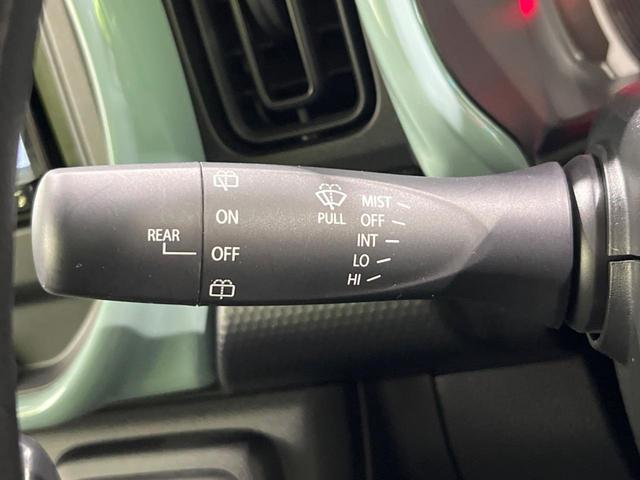 REAR
ON
OFF
PULL
MIST
OFF
INT
LO
HI